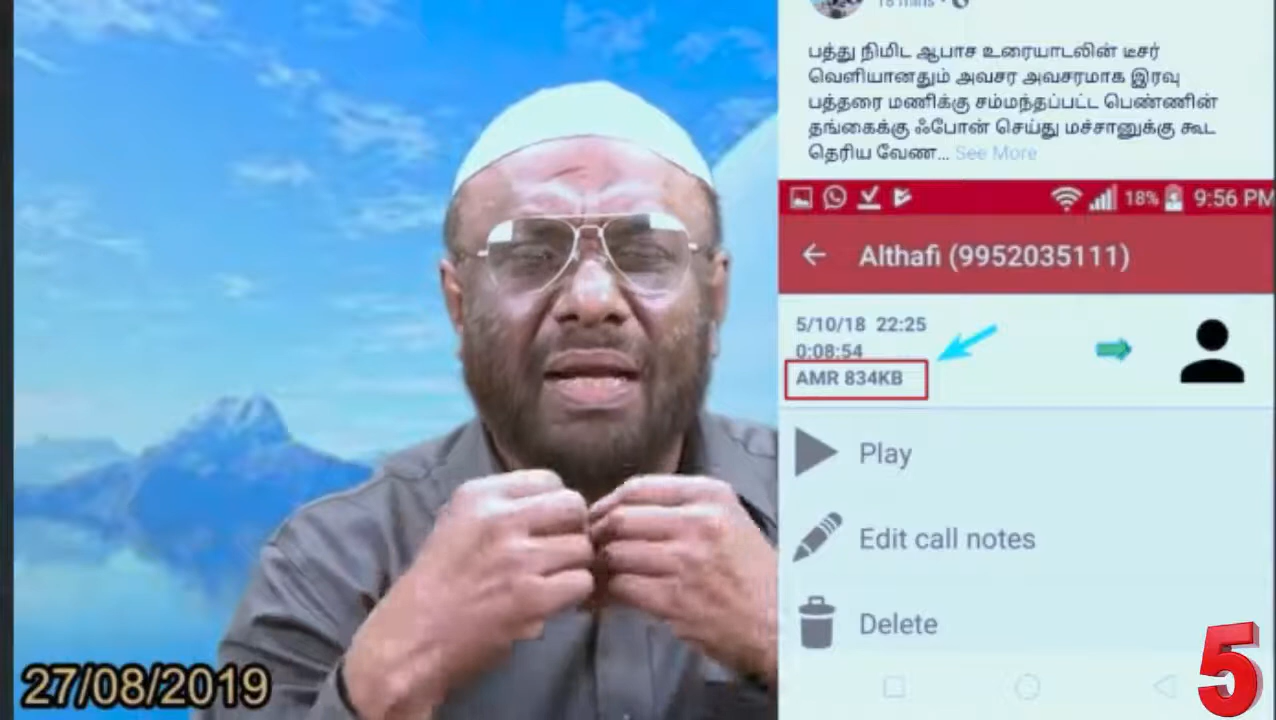 18 mins
பத்து நிமிட ஆபாச உரையாடலின் டீசர்
வெளியானதும் அவசர அவசரமாக இரவு
பத்தரை மணிக்கு சம்மந்தப்பட்ட பெண்ணின்
தங்கைக்கு ஃபோன் செய்து மச்சானுக்கு கூட
தெரிய வேண... See More
18% 9:56 PM
Althafi (9952035111)
5/10/18 22:25
0:08:54
AMR 834KB
Play
Edit call notes
Delete
27/08/2019
5